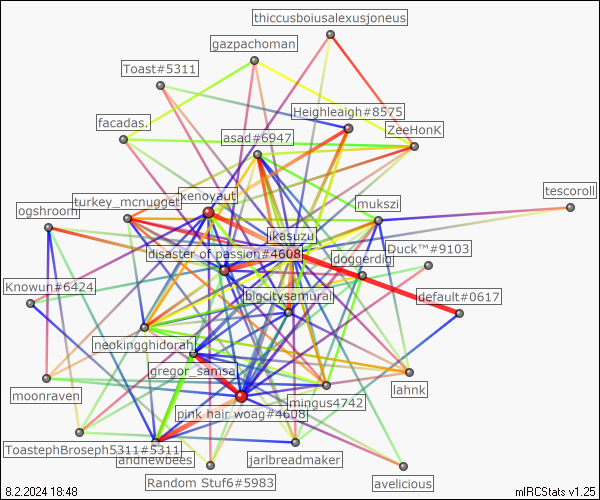 thiccusboiusalexusjoneus
gazpachoman
Toast#5311
Heighleaigh#8575
facadas.
ZeeHonK
asad#6947
tescoroll
xenoyaut
turkey_mcnugget
mukszi
ogshroom
ikasuzu
Duck™#9103
disaster of passion#4608
doggerdig
Knowun#6424
bigcitysamurai
default#0617
neokingghidorah
gregor_samsa
lahnk
moonraven
mingus4742
pink hair woag#4608
ToastephBroseph5311#5311
andnewbees
jarlbreadmaker
Random Stuf6#5983
avelicious
8.2.2024 18:48
mIRCStats v1.25